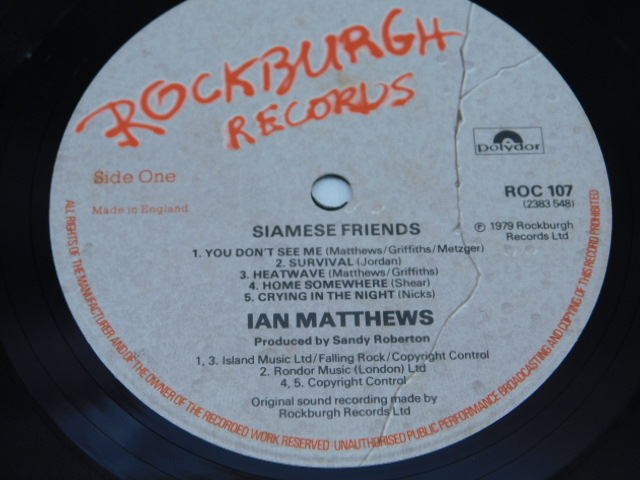 ROCKBURGH
RECORDS
polydor
Side One
Made in England
ROC 107
(2383 548)
℗ 1979 Rockburgh
Records Ltd
SIAMESE FRIENDS
1. YOU DON'T SEE ME (Matthews/Griffiths/Metzger)
2. SURVIVAL (Jordan)
3. HEATWAVE (Matthews/Griffiths)
4. HOME SOMEWHERE (Shear)
5. CRYING IN THE NIGHT (Nicks)
IAN MATTHEWS
Produced by Sandy Roberton
1, 3. Island Music Ltd/Falling Rock/Copyright Control
2. Rondor Music (London) Ltd
4, 5. Copyright Control
Original sound recording made by
Rockburgh Records Ltd
ALL RIGHTS OF THE MANUFACTURER AND OF THE OWNER OF THE RECORDED WORK RESERVED UNAUTHORISED PUBLIC PERFORMANCE BROADCASTING AND COPYING OF THIS RECORD PROHIBITED